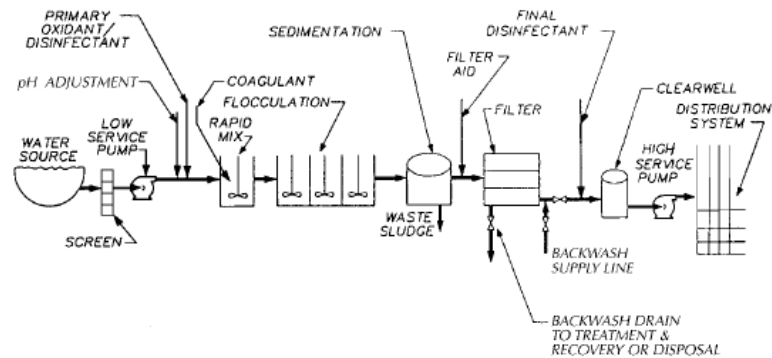 PRIMARY
OXIDANT/
DISINFECTANT
pH ADJUSTMENT
LOW
SERVICE
PUMP
WATER
SOURCE
SCREEN
COAGULANT
FLOCCULATION
RAPID
MIX
SEDIMENTATION
WASTE
SLUDGE
FILTER
AID
FILTER
FINAL
DISINFECTANT
BACKWASH
SUPPLY LINE
BACKWASH DRAIN
TO TREATMENT &
RECOVERY OR DISPOSAL
CLEARWELL
HIGH
SERVICE
PUMP
DISTRIBUTION
SYSTEM